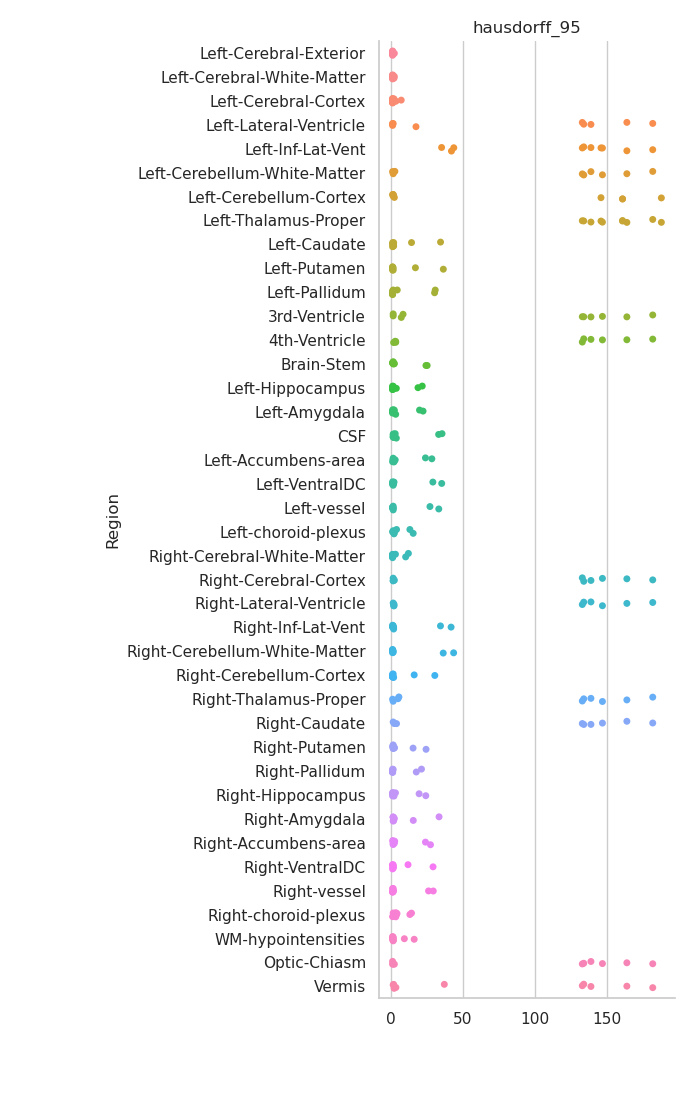 hausdorff_95
Left-Cerebral-Exterior
Left-Cerebral-White-Matter
Left-Cerebral-Cortex
Left-Lateral-Ventricle
Left-Inf-Lat-Vent
Left-Cerebellum-White-Matter
Left-Cerebellum-Cortex
Left-Thalamus-Proper
Left-Caudate
Left-Putamen
Left-Pallidum
3rd-Ventricle
4th-Ventricle
Brain-Stem
Left-Hippocampus
Left-Amygdala
CSF
Left-Accumbens-area
Left-VentralDC
Left-vessel
Left-choroid-plexus
Right-Cerebral-White-Matter
Right-Cerebral-Cortex
Right-Lateral-Ventricle
Right-Inf-Lat-Vent
Right-Cerebellum-White-Matter
Right-Cerebellum-Cortex
Right-Thalamus-Proper
Right-Caudate
Right-Putamen
Right-Pallidum
Right-Hippocampus
Right-Amygdala
Right-Accumbens-area
Right-VentralDC
Right-vessel
Right-choroid-plexus
WM-hypointensities
Optic-Chiasm
Vermis
Region
0 50 100 150